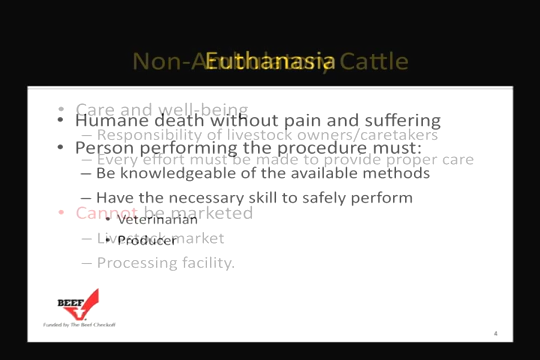 Non-Ambulatory Cattle
Euthanasia
• Care and well-being
• Humane death without pain and suffering
– Responsibility of livestock owners/caretakers
• Person performing the procedure must:
– Every effort must be made to provide proper care
– Be knowledgeable of the available methods
– Have the necessary skill to safely perform
• Cannot be marketed
• Veterinarian
– Livestock market
• Producer
– Processing facility.
BEEF
Funded by The Beef Checkoff
4